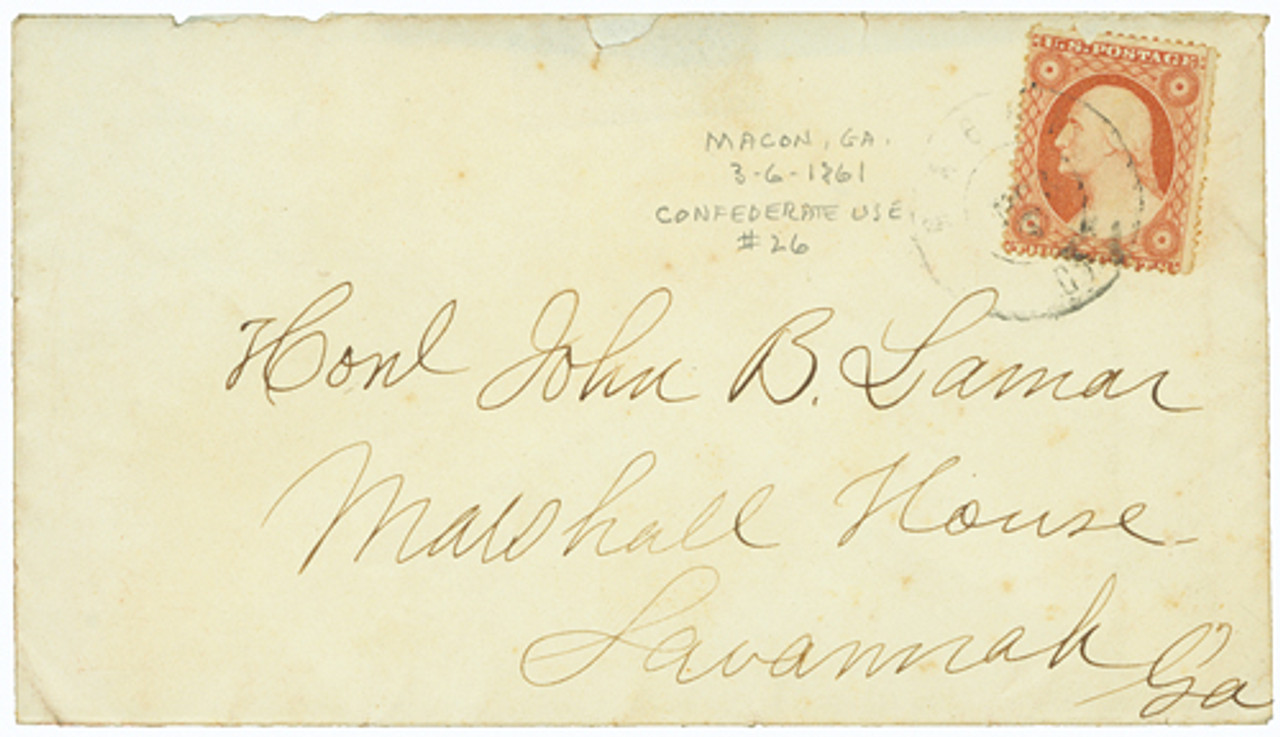 U.S. POSTAGE
MACON, GA.
3-6-1861
CONFEDERATE USE
#26
Honl John B. Lamar
Marshall House
Savannah
Ga